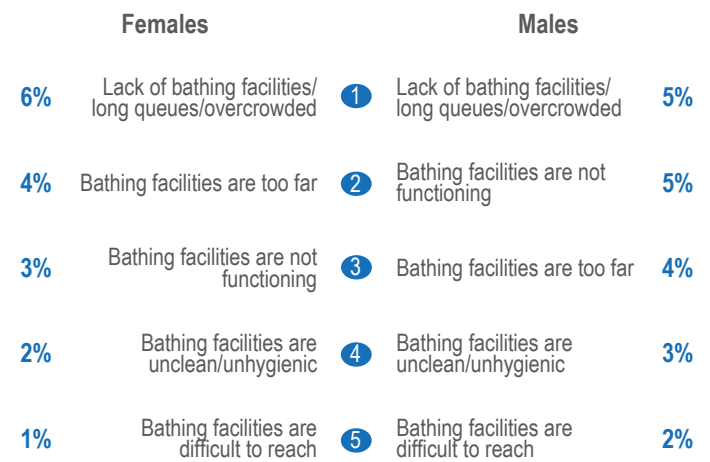 Females Males
6% Lack of bathing facilities/
long queues/overcrowded 1 Lack of bathing facilities/
long queues/overcrowded 5%
4% Bathing facilities are too far 2 Bathing facilities are not
functioning 5%
3% Bathing facilities are not
functioning 3 Bathing facilities are too far 4%
2% Bathing facilities are
unclean/unhygienic 4 Bathing facilities are
unclean/unhygienic 3%
1% Bathing facilities are
difficult to reach 5 Bathing facilities are
difficult to reach 2%